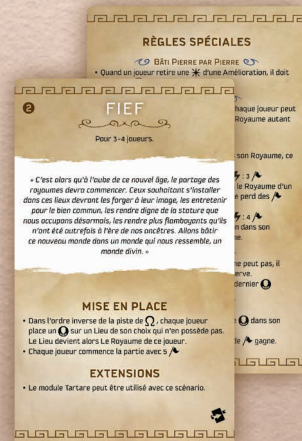 RÈGLES SPÉCIALES
BÂTI PIERRE PAR PIERRE
• Quand un joueur retire une d'une Amélioration, il doit
haque joueur peut
Royaume autant
son Royaume, ce
: 3
le Royaume d'un
e perd des
: 4
n dans son
ne peut pas, il
erve.
dernier
dans son
le gagne.
2
FIEF
Pour 3-4 joueurs.
« C'est alors qu'à l'aube de ce nouvel âge, le partage des
royaumes devra commencer. Ceux souhaitant s'installer
dans ces lieux devront les forger à leur image, les entretenir
pour le bien commun, les rendre digne de la stature que
nous occupons désormais, les rendre plus flamboyants qu'ils
n'ont été autrefois à l'ère de nos ancêtres. Allons bâtir
ce nouveau monde dans un monde qui nous ressemble, un
monde divin. »
MISE EN PLACE
• Dans l'ordre inverse de la piste de Ω, chaque joueur
place un sur un Lieu de son choix qui n'en possède pas.
Le Lieu devient alors Le Royaume de ce joueur.
• Chaque joueur commence la partie avec 5
EXTENSIONS
• Le module Tartare peut être utilisé avec ce scénario.